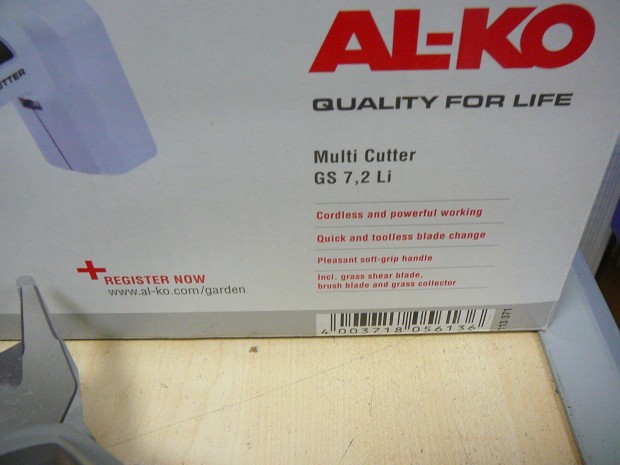 AL-KO
QUALITY FOR LIFE
Multi Cutter
GS 7,2 Li
Cordless and powerful working
Quick and toolless blade change
Pleasant soft-grip handle
Incl. grass shear blade,
brush blade and grass collector
+REGISTER NOW
www.al-ko.com/garden
4 003718 056136
113 371